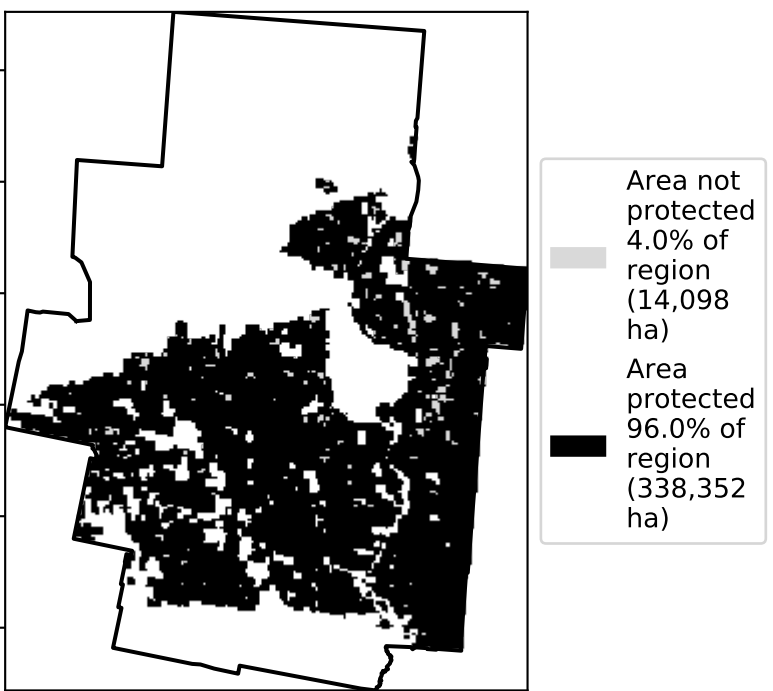 Area not
protected
4.0% of
region
(14,098
ha)
Area
protected
96.0% of
region
(338,352
ha)